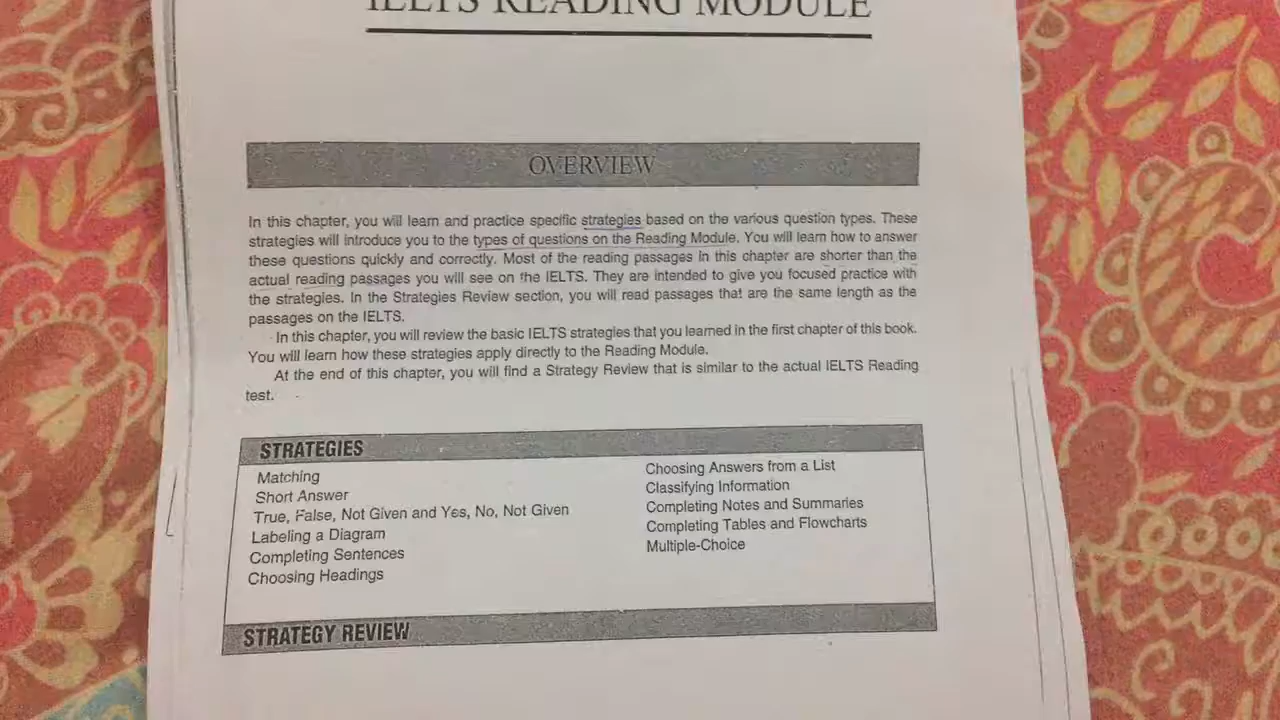 IELTS READING MODULE
OVERVIEW
In this chapter, you will learn and practice specific strategies based on the various question types. These
strategies will introduce you to the types of questions on the Reading Module. You will learn how to answer
these questions quickly and correctly. Most of the reading passages in this chapter are shorter than the
actual reading passages you will see on the IELTS. They are intended to give you focused practice with
the strategies. In the Strategies Review section, you will read passages that are the same length as the
passages on the IELTS.
In this chapter, you will review the basic IELTS strategies that you learned in the first chapter of this book.
You will learn how these strategies apply directly to the Reading Module.
At the end of this chapter, you will find a Strategy Review that is similar to the actual IELTS Reading
test.
STRATEGIES
Matching
Short Answer
True, False, Not Given and Yes, No, Not Given
Labeling a Diagram
Completing Sentences
Choosing Headings
Choosing Answers from a List
Classifying Information
Completing Notes and Summaries
Completing Tables and Flowcharts
Multiple-Choice
STRATEGY REVIEW